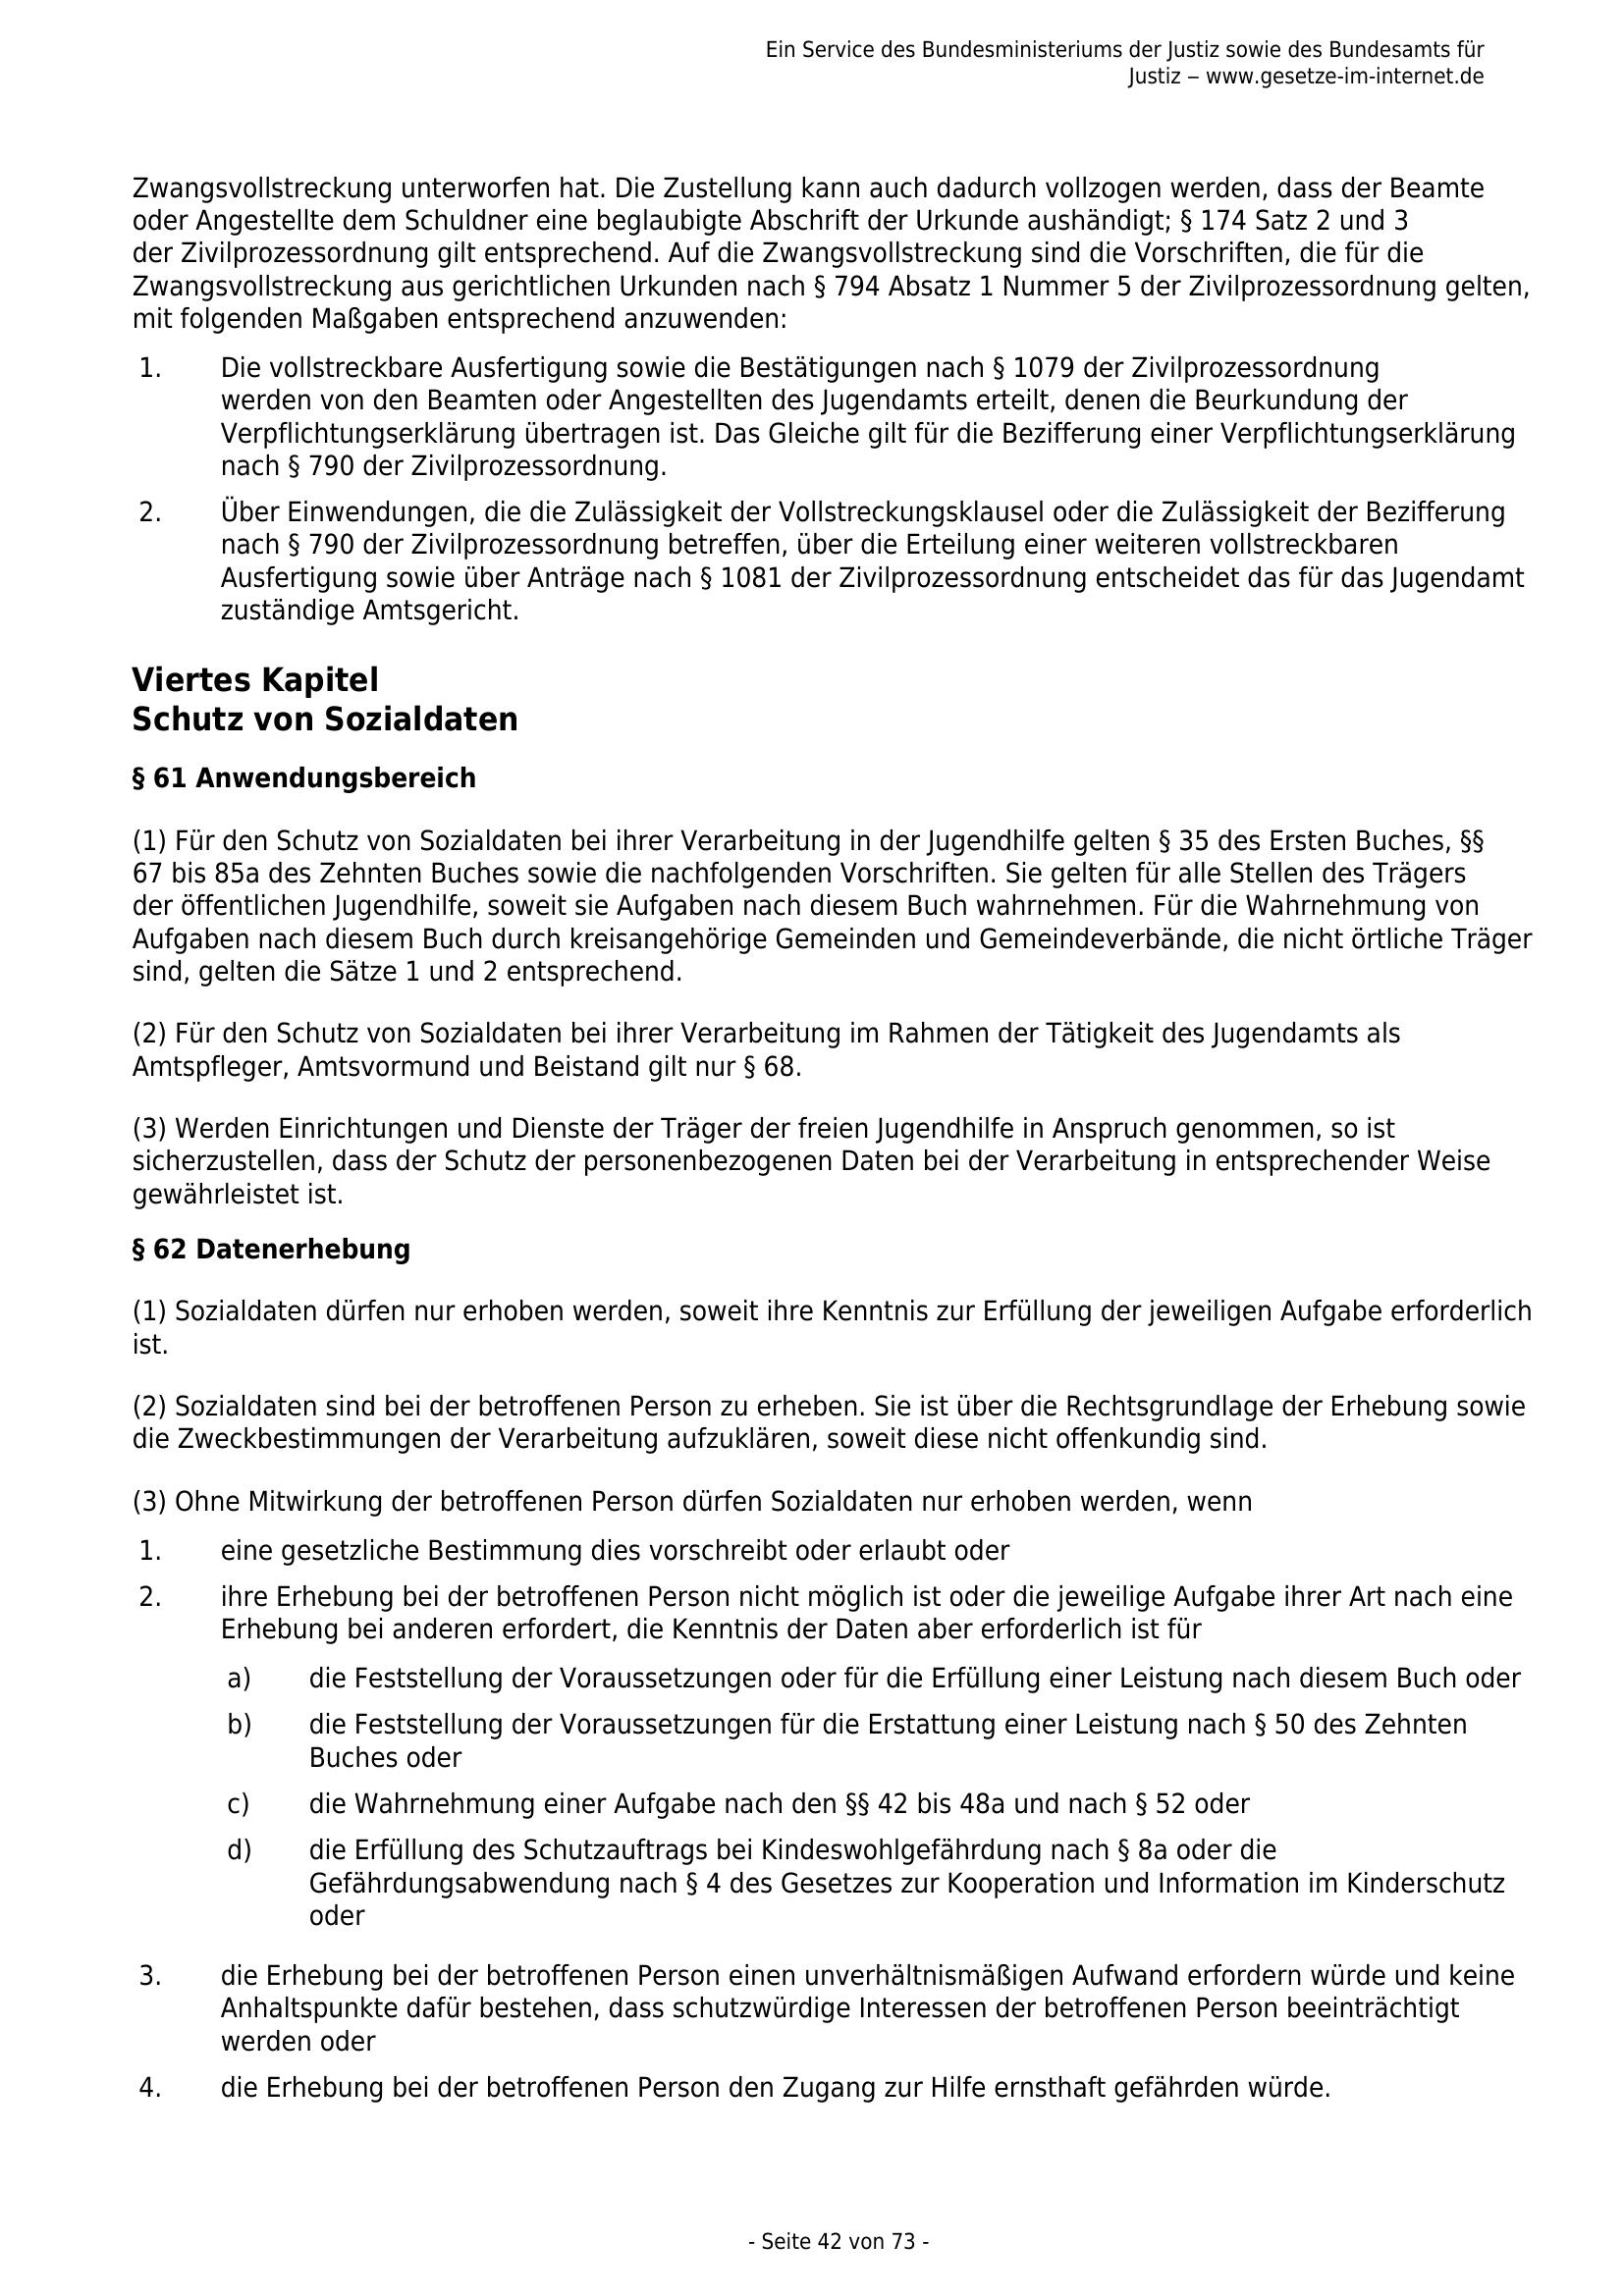 Ein Service des Bundesministeriums der Justiz sowie des Bundesamts für
Justiz – www.gesetze-im-internet.de
Zwangsvollstreckung unterworfen hat. Die Zustellung kann auch dadurch vollzogen werden, dass der Beamte
oder Angestellte dem Schuldner eine beglaubigte Abschrift der Urkunde aushändigt; § 174 Satz 2 und 3
der Zivilprozessordnung gilt entsprechend. Auf die Zwangsvollstreckung sind die Vorschriften, die für die
Zwangsvollstreckung aus gerichtlichen Urkunden nach § 794 Absatz 1 Nummer 5 der Zivilprozessordnung gelten,
mit folgenden Maßgaben entsprechend anzuwenden:
1. Die vollstreckbare Ausfertigung sowie die Bestätigungen nach § 1079 der Zivilprozessordnung
werden von den Beamten oder Angestellten des Jugendamts erteilt, denen die Beurkundung der
Verpflichtungserklärung übertragen ist. Das Gleiche gilt für die Bezifferung einer Verpflichtungserklärung
nach § 790 der Zivilprozessordnung.
2. Über Einwendungen, die die Zulässigkeit der Vollstreckungsklausel oder die Zulässigkeit der Bezifferung
nach § 790 der Zivilprozessordnung betreffen, über die Erteilung einer weiteren vollstreckbaren
Ausfertigung sowie über Anträge nach § 1081 der Zivilprozessordnung entscheidet das für das Jugendamt
zuständige Amtsgericht.
Viertes Kapitel
Schutz von Sozialdaten
§ 61 Anwendungsbereich
(1) Für den Schutz von Sozialdaten bei ihrer Verarbeitung in der Jugendhilfe gelten § 35 des Ersten Buches, §§
67 bis 85a des Zehnten Buches sowie die nachfolgenden Vorschriften. Sie gelten für alle Stellen des Trägers
der öffentlichen Jugendhilfe, soweit sie Aufgaben nach diesem Buch wahrnehmen. Für die Wahrnehmung von
Aufgaben nach diesem Buch durch kreisangehörige Gemeinden und Gemeindeverbände, die nicht örtliche Träger
sind, gelten die Sätze 1 und 2 entsprechend.
(2) Für den Schutz von Sozialdaten bei ihrer Verarbeitung im Rahmen der Tätigkeit des Jugendamts als
Amtspfleger, Amtsvormund und Beistand gilt nur § 68.
(3) Werden Einrichtungen und Dienste der Träger der freien Jugendhilfe in Anspruch genommen, so ist
sicherzustellen, dass der Schutz der personenbezogenen Daten bei der Verarbeitung in entsprechender Weise
gewährleistet ist.
§ 62 Datenerhebung
(1) Sozialdaten dürfen nur erhoben werden, soweit ihre Kenntnis zur Erfüllung der jeweiligen Aufgabe erforderlich
ist.
(2) Sozialdaten sind bei der betroffenen Person zu erheben. Sie ist über die Rechtsgrundlage der Erhebung sowie
die Zweckbestimmungen der Verarbeitung aufzuklären, soweit diese nicht offenkundig sind.
(3) Ohne Mitwirkung der betroffenen Person dürfen Sozialdaten nur erhoben werden, wenn
1. eine gesetzliche Bestimmung dies vorschreibt oder erlaubt oder
2. ihre Erhebung bei der betroffenen Person nicht möglich ist oder die jeweilige Aufgabe ihrer Art nach eine
Erhebung bei anderen erfordert, die Kenntnis der Daten aber erforderlich ist für
a) die Feststellung der Voraussetzungen oder für die Erfüllung einer Leistung nach diesem Buch oder
b) die Feststellung der Voraussetzungen für die Erstattung einer Leistung nach § 50 des Zehnten
Buches oder
c) die Wahrnehmung einer Aufgabe nach den §§ 42 bis 48a und nach § 52 oder
d) die Erfüllung des Schutzauftrags bei Kindeswohlgefährdung nach § 8a oder die
Gefährdungsabwendung nach § 4 des Gesetzes zur Kooperation und Information im Kinderschutz
oder
3. die Erhebung bei der betroffenen Person einen unverhältnismäßigen Aufwand erfordern würde und keine
Anhaltspunkte dafür bestehen, dass schutzwürdige Interessen der betroffenen Person beeinträchtigt
werden oder
4. die Erhebung bei der betroffenen Person den Zugang zur Hilfe ernsthaft gefährden würde.
- Seite 42 von 73 -